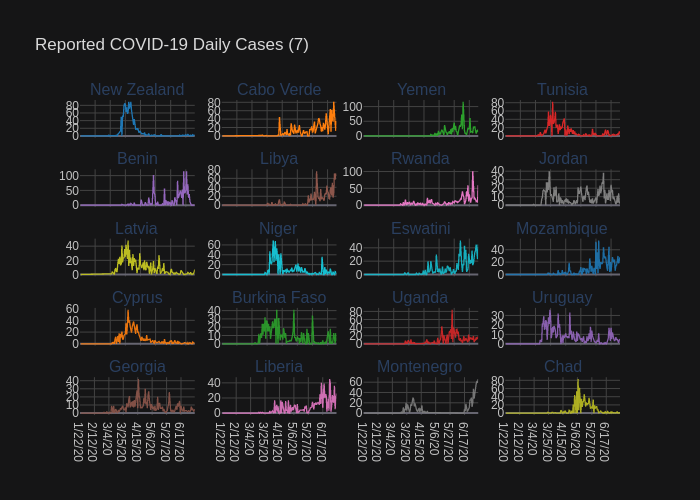 Reported COVID-19 Daily Cases (7)
New Zealand Cabo Verde Yemen Tunisia
80 60 40 20 0
80 60 40 20 0
100 50 0
80 60 40 20 0
Benin Libya Rwanda Jordan
100 50 0
80 60 40 20 0
100 50 0
40 30 20 10 0
Latvia Niger Eswatini Mozambique
40 20 0
60 40 20 0
40 20 0
40 20 0
Cyprus Burkina Faso Uganda Uruguay
60 40 20 0
40 30 20 10 0
80 60 40 20 0
30 20 10 0
Georgia Liberia Montenegro Chad
40 30 20 10 0
40 20 0
60 40 20 0
80 60 40 20 0
1/22/20 2/12/20 3/4/20 3/25/20 4/15/20 5/6/20 5/27/20 6/17/20
1/22/20 2/12/20 3/4/20 3/25/20 4/15/20 5/6/20 5/27/20 6/17/20
1/22/20 2/12/20 3/4/20 3/25/20 4/15/20 5/6/20 5/27/20 6/17/20
1/22/20 2/12/20 3/4/20 3/25/20 4/15/20 5/6/20 5/27/20 6/17/20